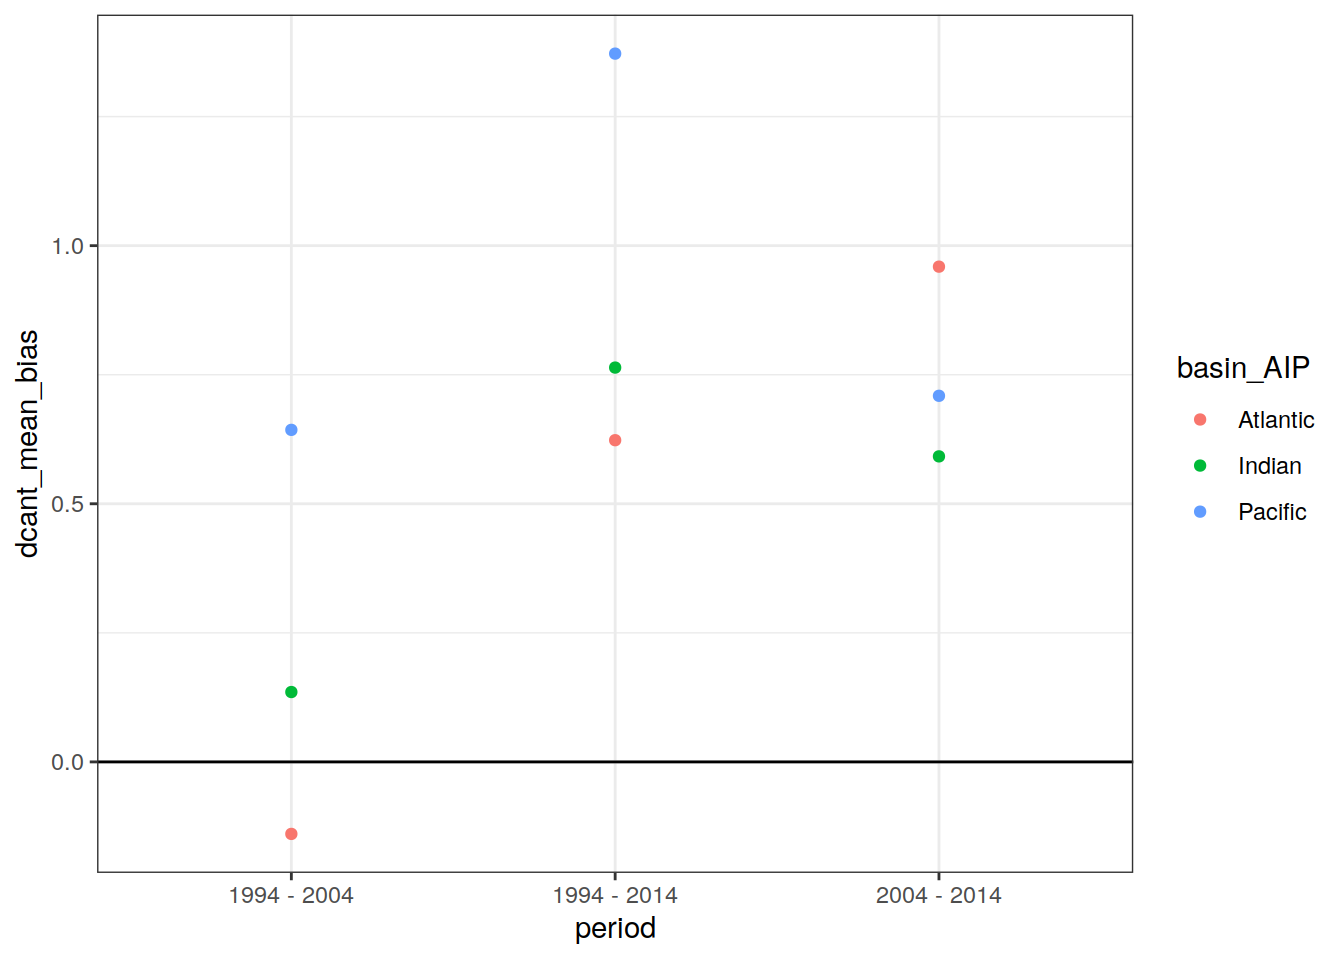 dcant_mean_bias
1.0
0.5
0.0
1994 - 2004
1994 - 2014
2004 - 2014
period
basin_AIP
Atlantic
Indian
Pacific